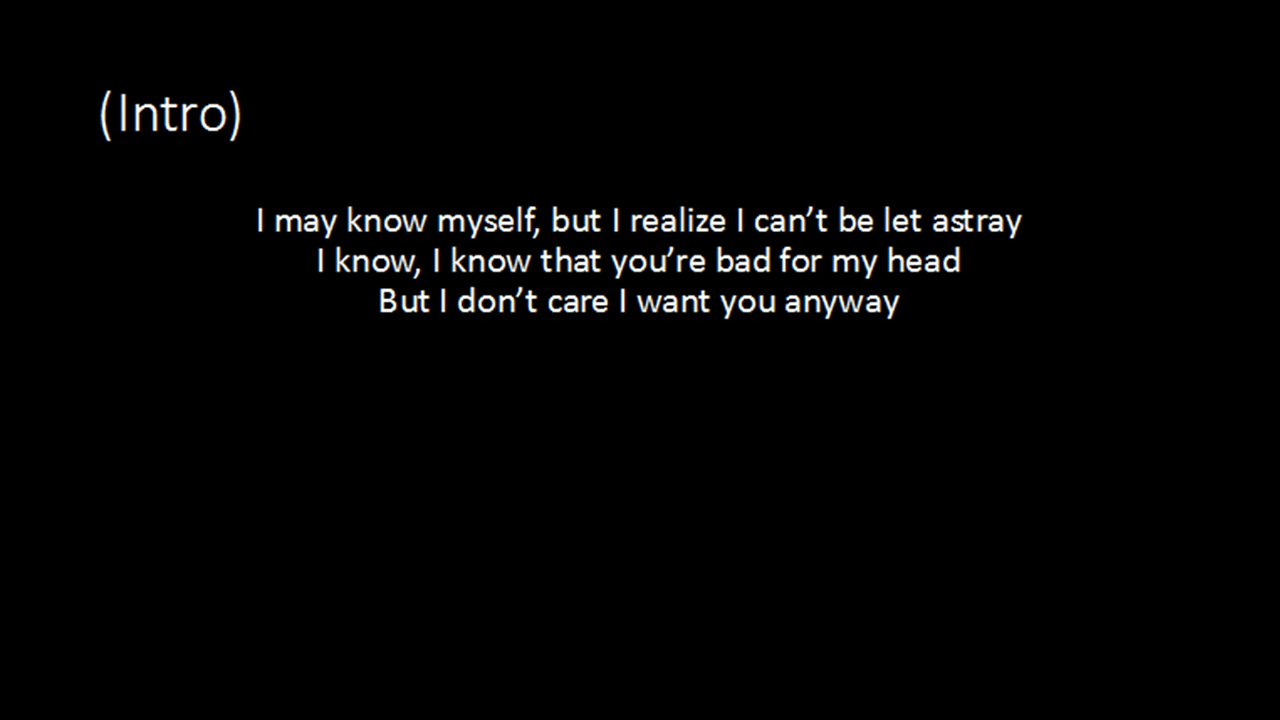 (Intro)
I may know myself, but I realize I can’t be let astray
I know, I know that you’re bad for my head
But I don’t care I want you anyway